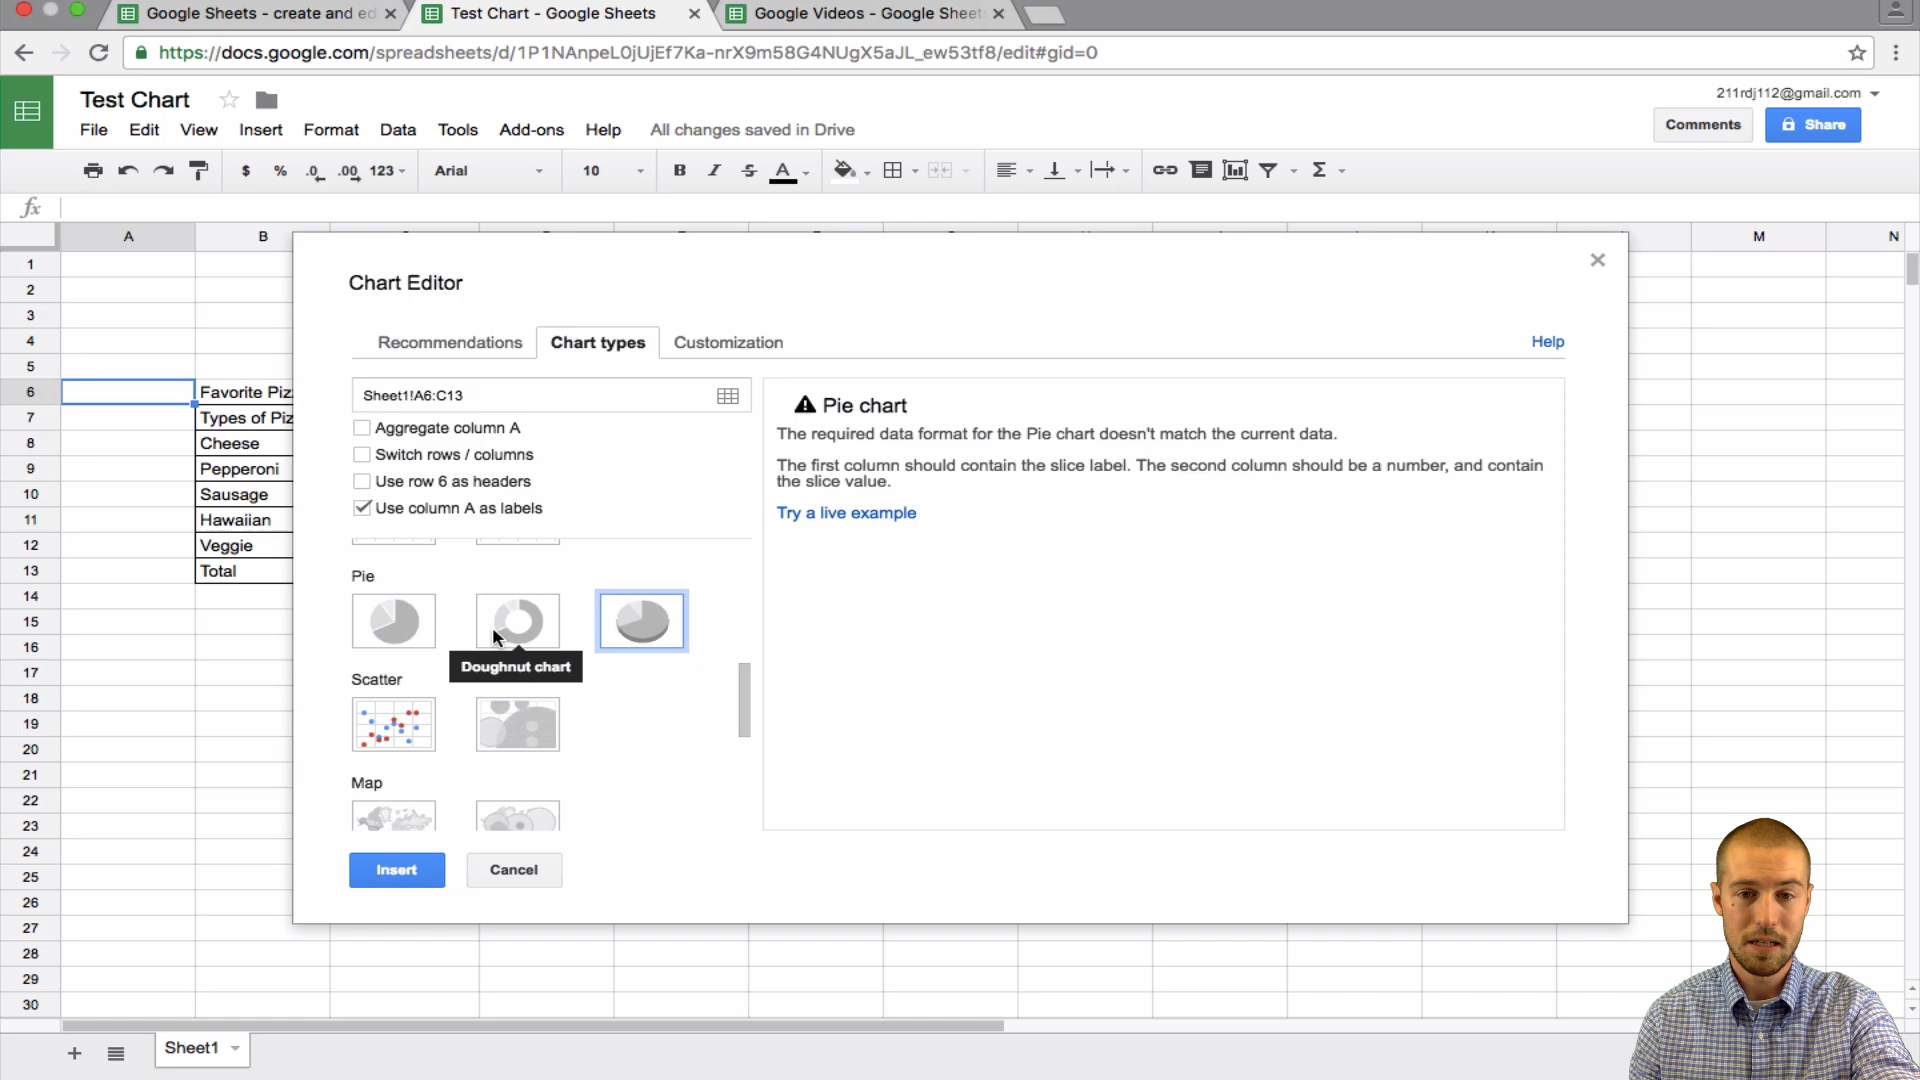 Google Sheets - create and ed
Test Chart - Google Sheets
Google Videos - Google Sheet
https://docs.google.com/spreadsheets/d/1P1NAnpeL0jUjEf7Ka-nrX9m58G4NUgX5aJL_ew53tf8/edit#gid=0
Test Chart
211rdj112@gmail.com
File Edit View Insert Format Data Tools Add-ons Help All changes saved in Drive
Comments
Share
$ % .0 .00 123 Arial 10 B I S A Σ
fx
A B M N
1
2
3
4
5
6 Favorite Piz
7 Types of Piz
8 Cheese
9 Pepperoni
10 Sausage
11 Hawaiian
12 Veggie
13 Total
14
15
16
17
18
19
20
21
22
23
24
25
26
27
28
29
30
Chart Editor
Recommendations Chart types Customization Help
Sheet1!A6:C13
Aggregate column A
Switch rows / columns
Use row 6 as headers
Use column A as labels
Pie
Doughnut chart
Scatter
Map
Insert Cancel
Pie chart
The required data format for the Pie chart doesn't match the current data.
The first column should contain the slice label. The second column should be a number, and contain
the slice value.
Try a live example
Sheet1